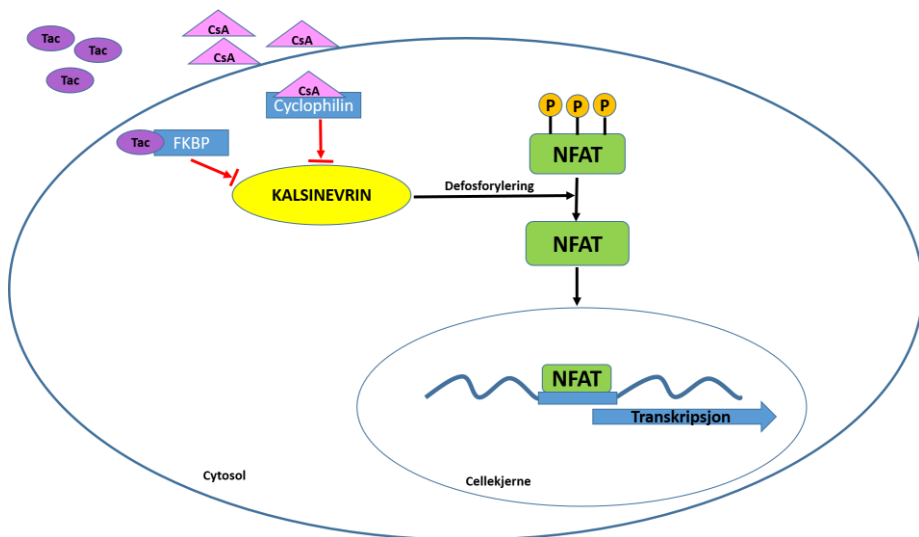 Tac
Tac
Tac
CsA
CsA
CsA
CsA
Cyclophilin
Tac
FKBP
KALSINEVRIN
Defosforylering
P P P
NFAT
NFAT
NFAT
Transkripsjon
Cytosol
Cellekjerne